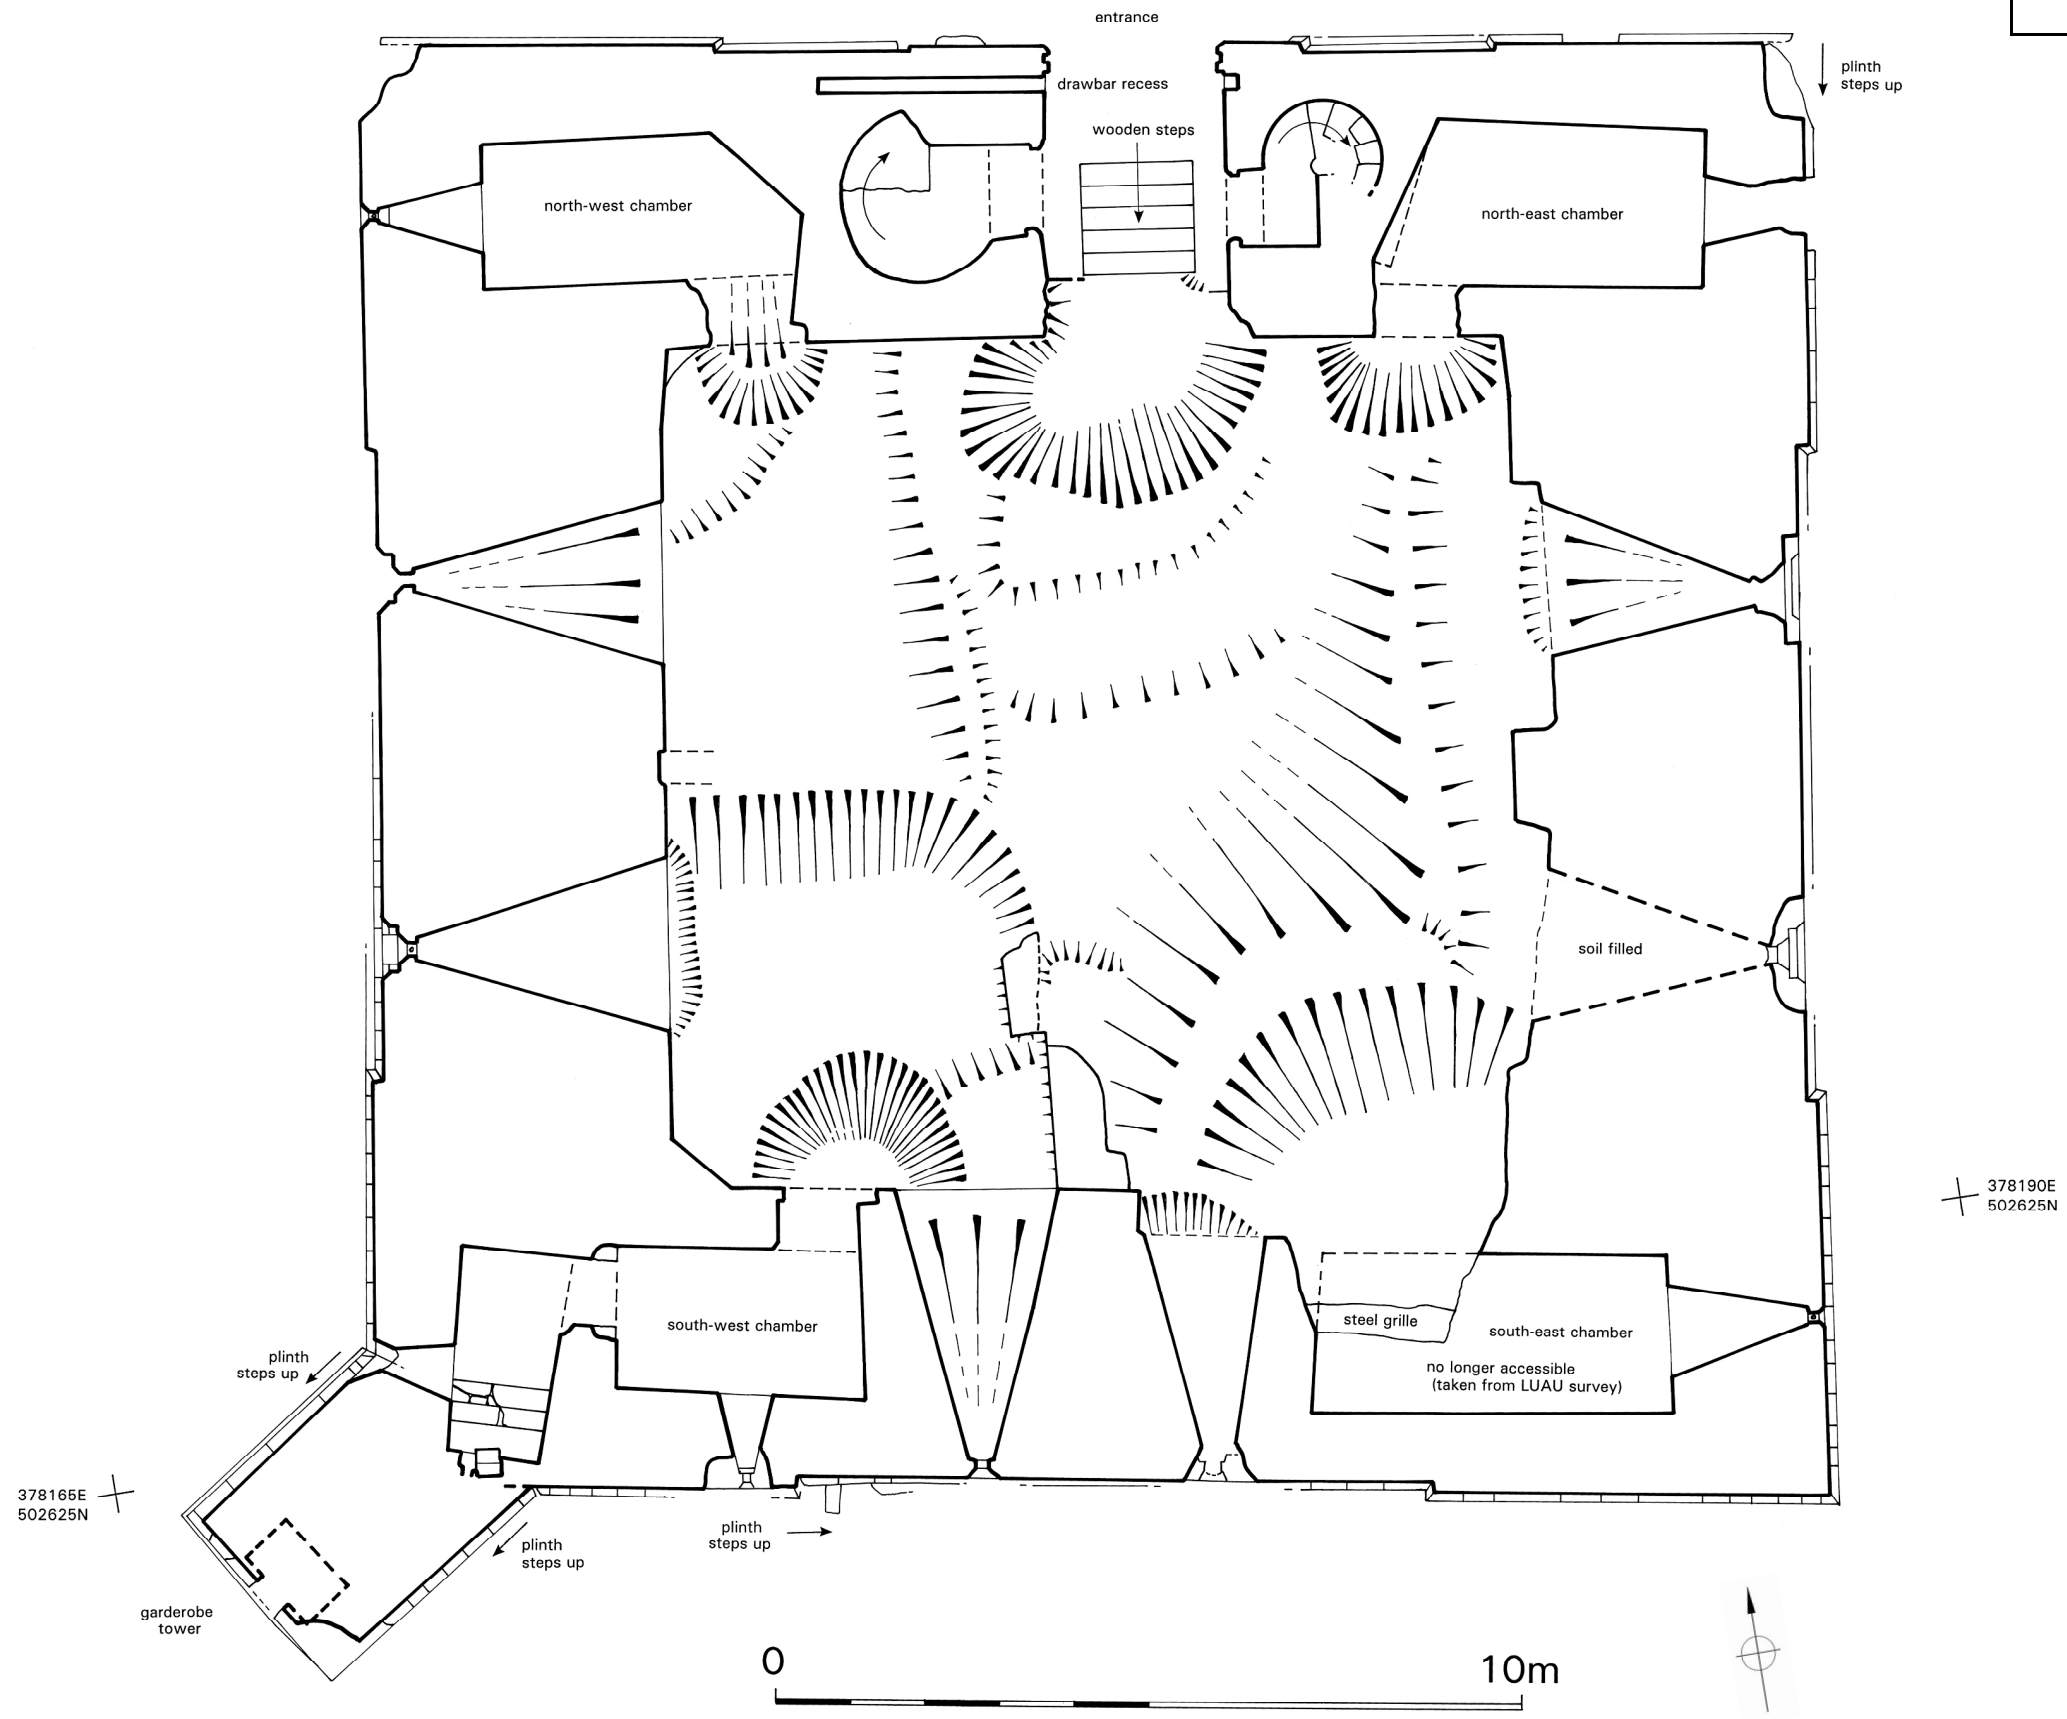 entrance
drawbar recess
plinth
steps up
wooden steps
north-west chamber
north-east chamber
soil filled
378190E
502625N
steel grille
south-west chamber
south-east chamber
no longer accessible
(taken from LUAU survey)
plinth
steps up
378165E
502625N
plinth
steps up
plinth
steps up
garderobe
tower
0
10m